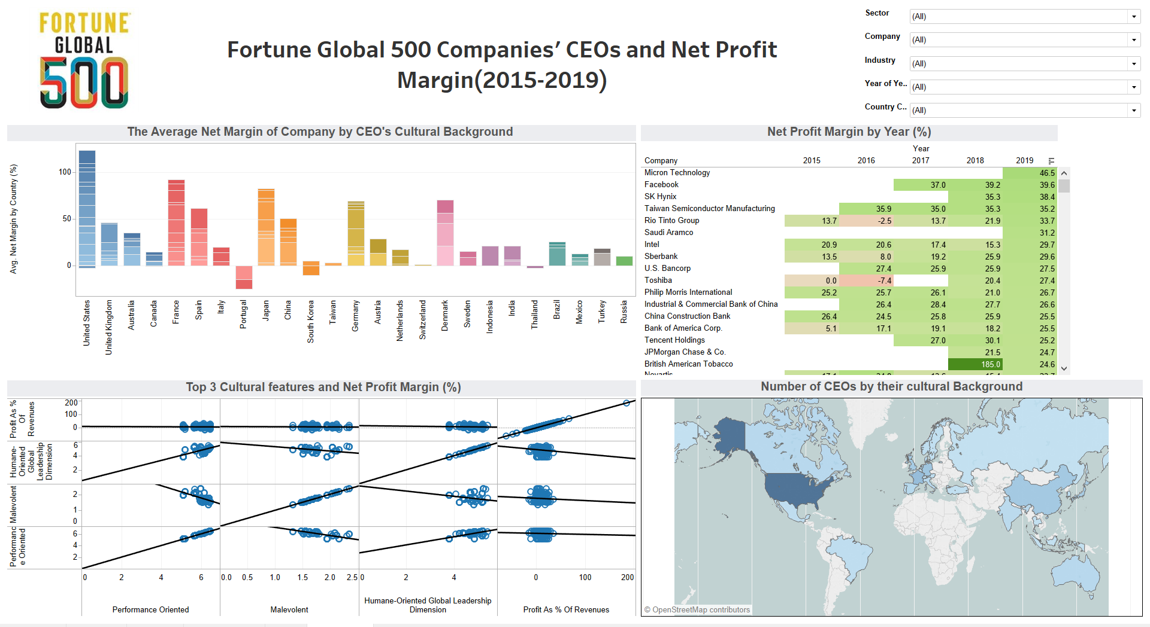 FORTUNE
GLOBAL
500
Fortune Global 500 Companies’ CEOs and Net Profit
Margin(2015-2019)
Sector (All)
Company (All)
Industry (All)
Year of Ye.. (All)
Country C.. (All)
The Average Net Margin of Company by CEO's Cultural Background
Avg. Net Margin by Country (%)
100
50
0
United States
United Kingdom
Australia
Canada
France
Spain
Italy
Portugal
Japan
China
South Korea
Thailand
Germany
Austria
Netherlands
Switzerland
Denmark
Sweden
Indonesia
India
Thailand
Brazil
Mexico
Turkey
Russia
Net Profit Margin by Year (%)
Year
Company 2015 2016 2017 2018 2019
Micron Technology 46.5
Facebook 37.0 39.2 39.6
SK Hynix 35.3 38.4
Taiwan Semiconductor Manufacturing 35.9 35.0 35.3 35.2
Rio Tinto Group 13.7 -2.5 13.7 21.9 33.7
Saudi Aramco 31.2
Intel 20.9 20.6 17.4 15.3 29.7
Sberbank 13.5 8.0 19.2 25.9 29.6
U.S. Bancorp 27.4 25.9 25.9 27.5
Toshiba 0.0 -7.4 20.4 27.4
Philip Morris International 25.2 25.7 26.1 21.0 26.7
Industrial & Commercial Bank of China 26.4 28.4 27.7 26.6
China Construction Bank 26.4 24.5 25.8 25.9 25.5
Bank of America Corp. 5.1 17.1 19.1 18.2 25.5
Tencent Holdings 27.0 30.1 25.2
JPMorgan Chase & Co. 21.5 24.7
British American Tobacco 185.0 24.6
Novartis
Top 3 Cultural features and Net Profit Margin (%)
Profit As %
Of
Revenues
200
100
0
Humane-
Oriented
Global
Leadership
Dimension
6
4
2
Malevolent
2
1
0
Performanc
e Oriented
6
4
2
0 2 4 6 0.0 0.5 1.0 1.5 2.0 2.5 0 2 4 0 100 200
Performance Oriented
Malevolent
Humane-Oriented Global Leadership
Dimension
Profit As % Of Revenues
Number of CEOs by their cultural Background
© OpenStreetMap contributors